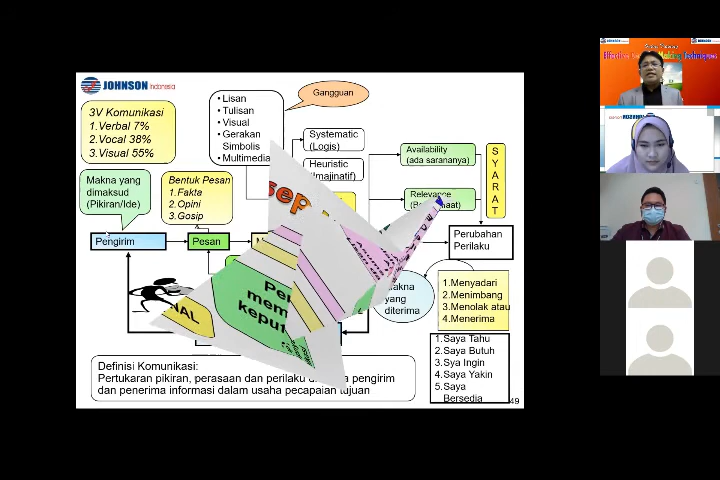 JOHNSON Indonesia
3V Komunikasi
1.Verbal 7%
2.Vocal 38%
3.Visual 55%
• Lisan
• Tulisan
• Visual
• Gerakan
Simbolis
• Multimedia
Gangguan
Systematic
(Logis)
Heuristic
(Imajinatif)
Availability
(ada sarananya)
Relevance
SYARAT
Makna yang
dimaksud
(Pikiran/Ide)
Bentuk Pesan
1.Fakta
2.Opini
3.Gosip
Pengirim
Pesan
Perubahan
Perilaku
yang
diterima
1.Menyadari
2.Menimbang
3.Menolak atau
4.Menerima
1.Saya Tahu
2.Saya Butuh
3.Sya Ingin
4.Saya Yakin
5.Saya
Bersedia
Definisi Komunikasi:
Pertukaran pikiran, perasaan dan perilaku pengirim
dan penerima informasi dalam usaha pecapaian tujuan
49